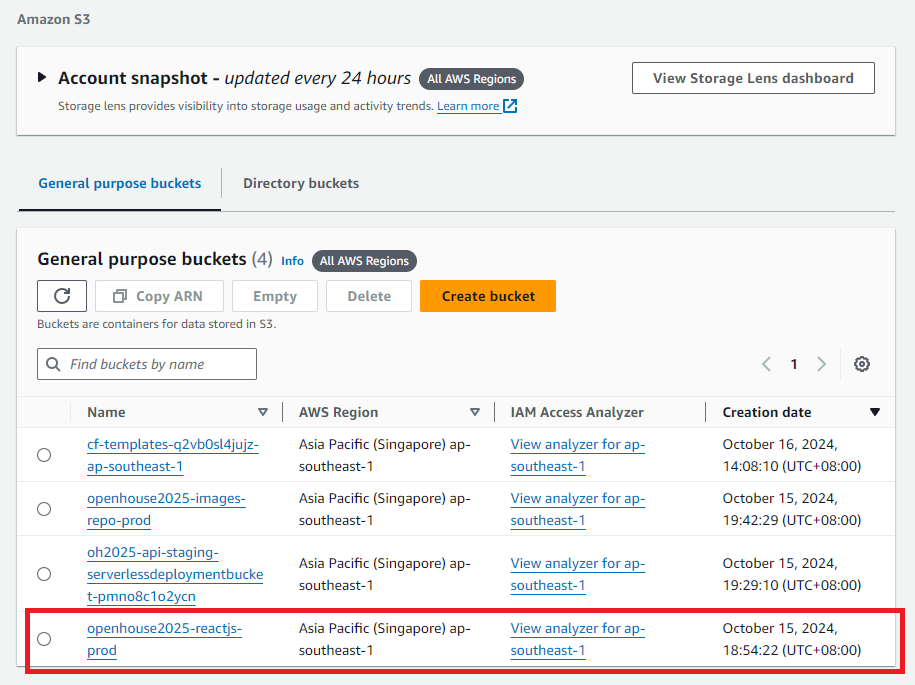 Amazon S3
Account snapshot - updated every 24 hours All AWS Regions
View Storage Lens dashboard
Storage lens provides visibility into storage usage and activity trends. Learn more
General purpose buckets
Directory buckets
General purpose buckets (4) Info All AWS Regions
Copy ARN
Empty
Delete
Create bucket
Buckets are containers for data stored in S3.
Find buckets by name
1
Name
AWS Region
IAM Access Analyzer
Creation date
cf-templates-q2vb0sl4jujz-
ap-southeast-1
Asia Pacific (Singapore) ap-
southeast-1
View analyzer for ap-
southeast-1
October 16, 2024,
14:08:10 (UTC+08:00)
openhouse2025-images-
repo-prod
Asia Pacific (Singapore) ap-
southeast-1
View analyzer for ap-
southeast-1
October 15, 2024,
19:42:29 (UTC+08:00)
oh2025-api-staging-
serverlessdeploymentbucke
t-pmno8c1o2ycn
Asia Pacific (Singapore) ap-
southeast-1
View analyzer for ap-
southeast-1
October 15, 2024,
19:29:10 (UTC+08:00)
openhouse2025-reactjs-
prod
Asia Pacific (Singapore) ap-
southeast-1
View analyzer for ap-
southeast-1
October 15, 2024,
18:54:22 (UTC+08:00)